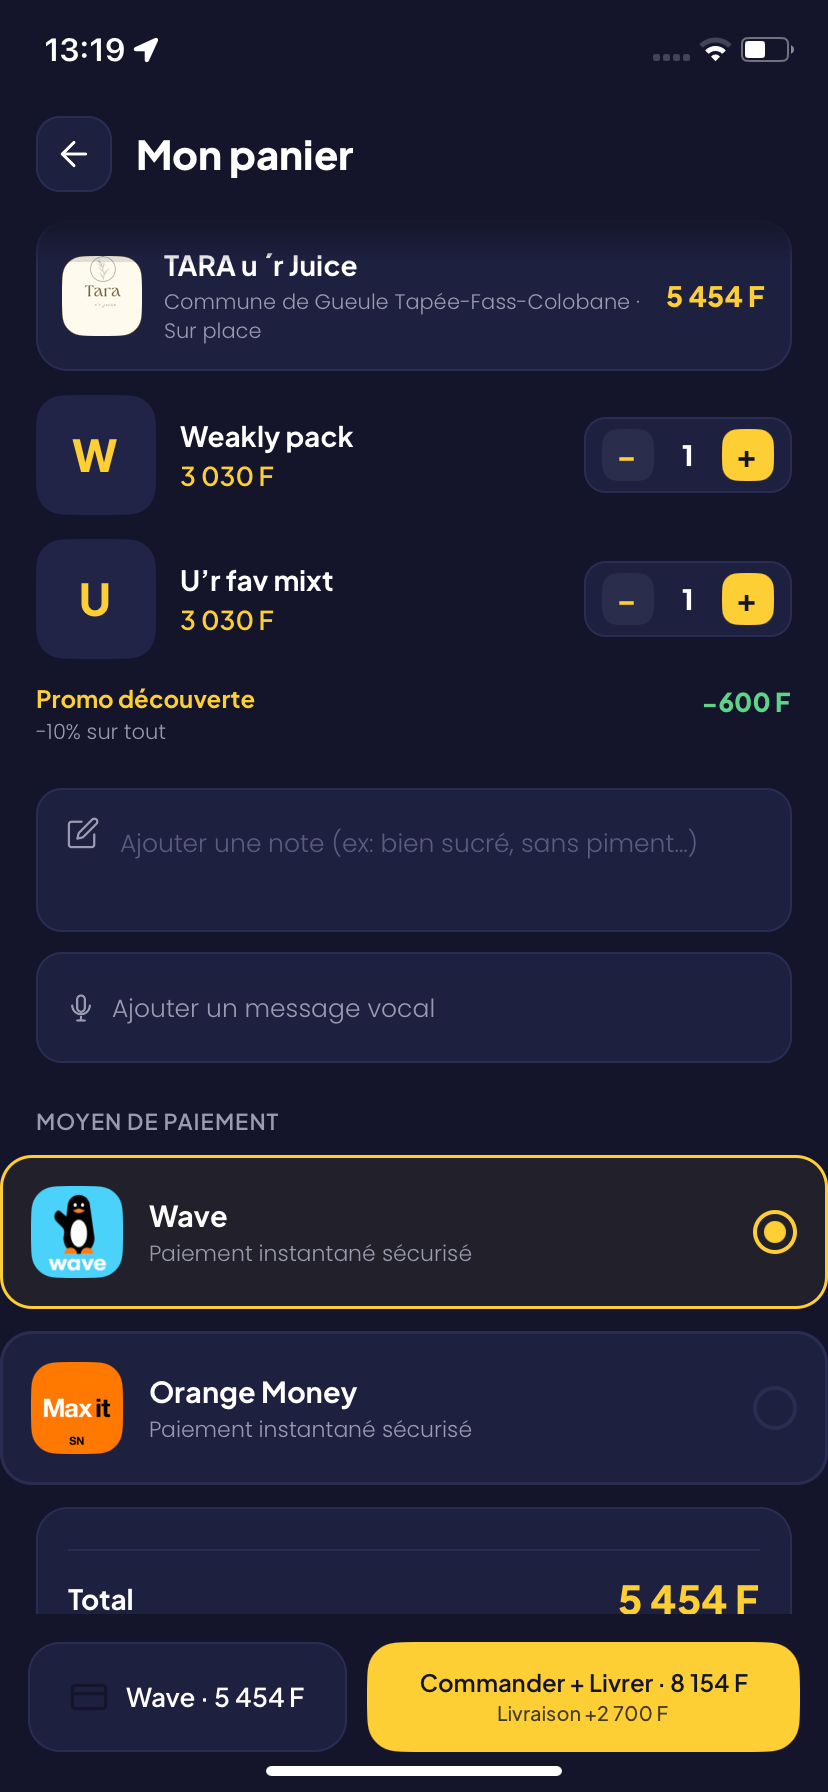 13:19
Mon panier
Tara
TARA u ´r Juice
Commune de Gueule Tapée-Fass-Colobane ·
Sur place
5 454 F
W
Weakly pack
3 030 F
– 1 +
U
U’r fav mixt
3 030 F
– 1 +
Promo découverte
-10% sur tout
–600 F
Ajouter une note (ex: bien sucré, sans piment...)
Ajouter un message vocal
MOYEN DE PAIEMENT
wave
Wave
Paiement instantané sécurisé
Max it
SN
Orange Money
Paiement instantané sécurisé
Total
5 454 F
Wave · 5 454 F
Commander + Livrer · 8 154 F
Livraison +2 700 F